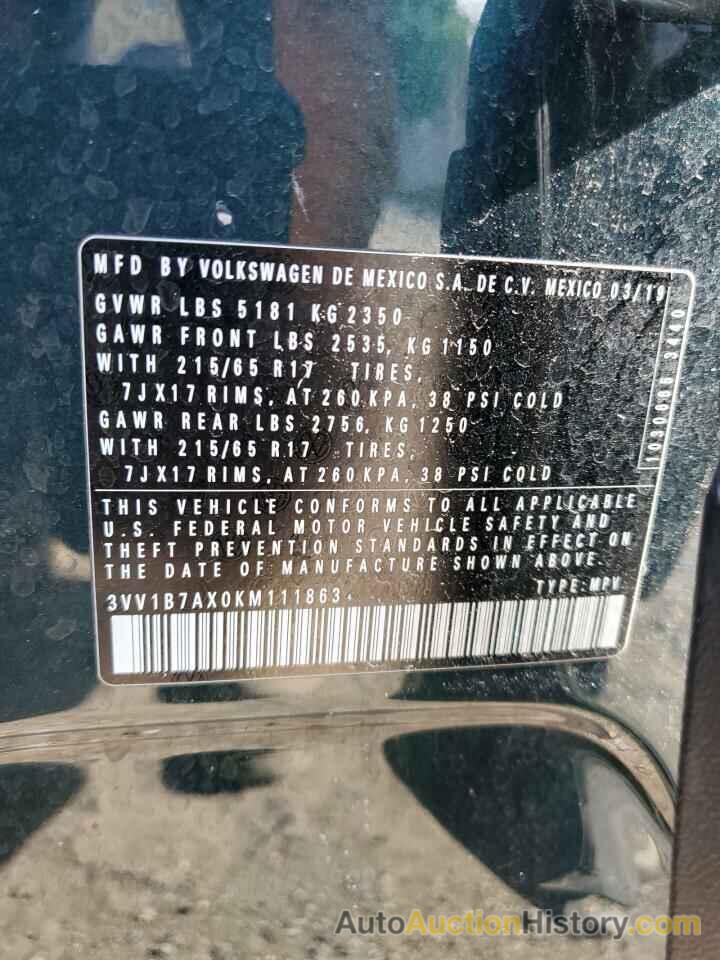 MFD BY VOLKSWAGEN DE MEXICO S.A. DE C.V. MEXICO 03/19
GVWR LBS 5181 KG 2350
GAWR FRONT LBS 2535, KG 1150
WITH 215/65 R17 TIRES,
7JX17 RIMS, AT 260 KPA, 38 PSI COLD
GAWR REAR LBS 2756, KG 1250
WITH 215/65 R17 TIRES,
7JX17 RIMS, AT 260 KPA, 38 PSI COLD
THIS VEHICLE CONFORMS TO ALL APPLICABLE
U.S. FEDERAL MOTOR VEHICLE SAFETY AND
THEFT PREVENTION STANDARDS IN EFFECT ON
THE DATE OF MANUFACTURE SHOWN ABOVE.
3VV1B7AX0KM111863 TYPE: MPV
AutoAuctionHistory.com